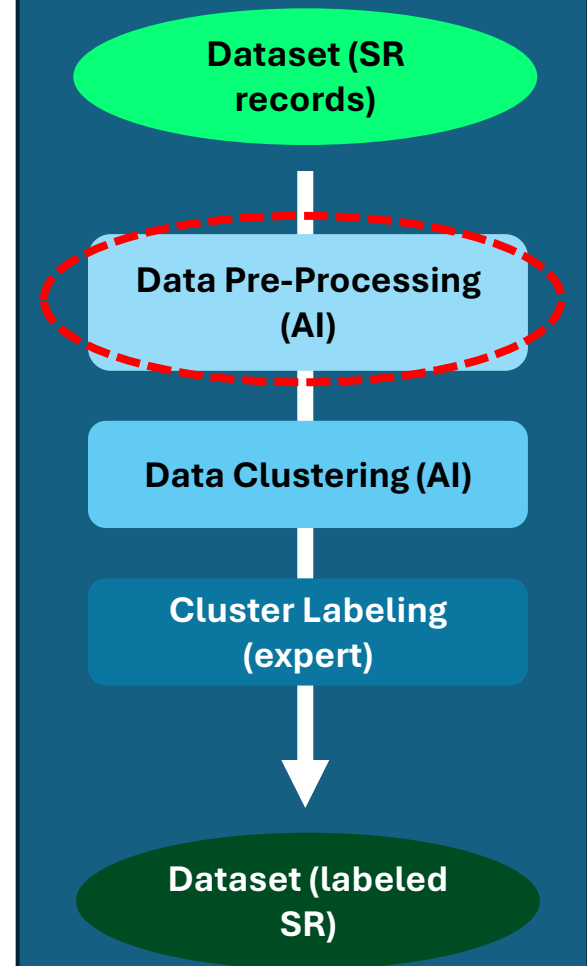 Dataset (SR
records)
Data Pre-Processing
(AI)
Data Clustering (AI)
Cluster Labeling
(expert)
Dataset (labeled
SR)